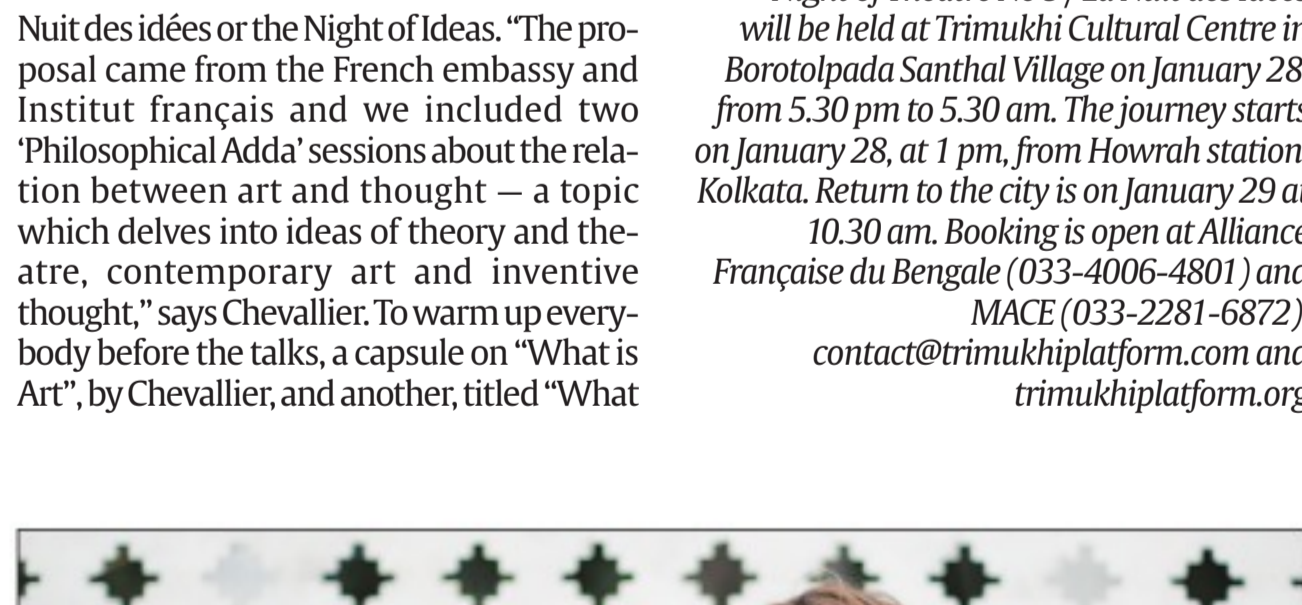 Nuit des idées or the Night of Ideas. “The pro-
posal came from the French embassy and
Institut français and we included two
‘Philosophical Adda’ sessions about the rela-
tion between art and thought — a topic
which delves into ideas of theory and the-
atre, contemporary art and inventive
thought,” says Chevallier. To warm up every-
body before the talks, a capsule on “What is
Art”, by Chevallier, and another, titled “What
will be held at Trimukhi Cultural Centre in
Borotolpada Santhal Village on January 28
from 5.30 pm to 5.30 am. The journey starts
on January 28, at 1 pm, from Howrah station
Kolkata. Return to the city is on January 29 at
10.30 am. Booking is open at Alliance
Française du Bengale (033-4006-4801) and
MACE (033-2281-6872)
contact@trimukhiplatform.com and
trimukhiplatform.org